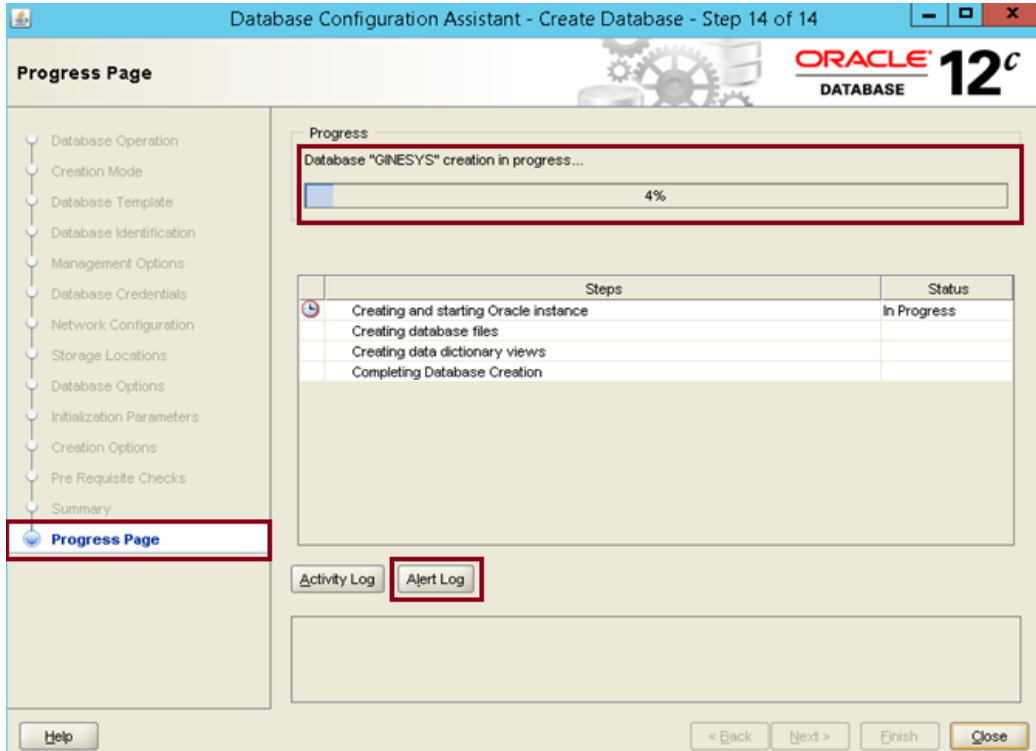 Database Configuration Assistant - Create Database - Step 14 of 14
Progress Page
ORACLE DATABASE 12c
Database Operation
Creation Mode
Database Template
Database Identification
Management Options
Database Credentials
Network Configuration
Storage Locations
Database Options
Initialization Parameters
Creation Options
Pre Requisite Checks
Summary
Progress Page
Progress
Database "GINESYS" creation in progress...
4%
Steps Status
Creating and starting Oracle instance In Progress
Creating database files
Creating data dictionary views
Completing Database Creation
Activity Log Alert Log
Help < Back Next > Finish Close